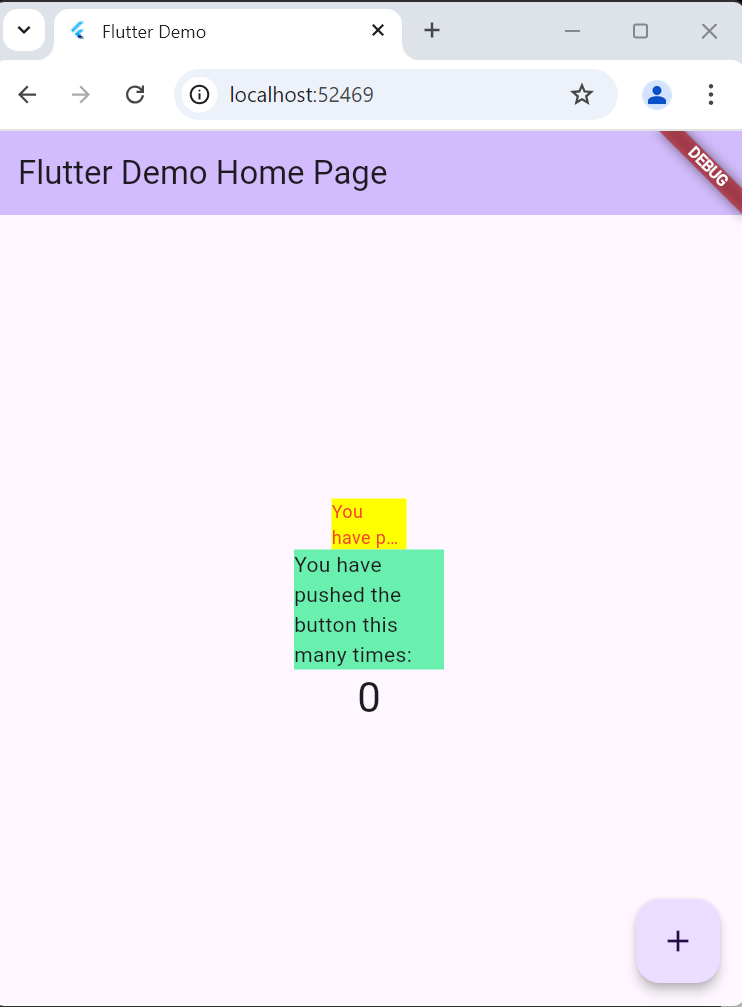 Flutter Demo
localhost:52469
Flutter Demo Home Page
DEBUG
You
have p…
You have
pushed the
button this
many times:
0